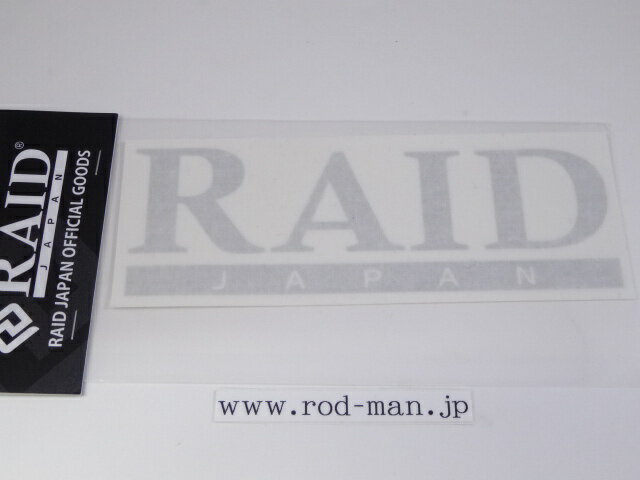 RAID®
JAPAN
RAID JAPAN OFFICIAL GOODS
RAID
JAPAN
www.rod-man.jp